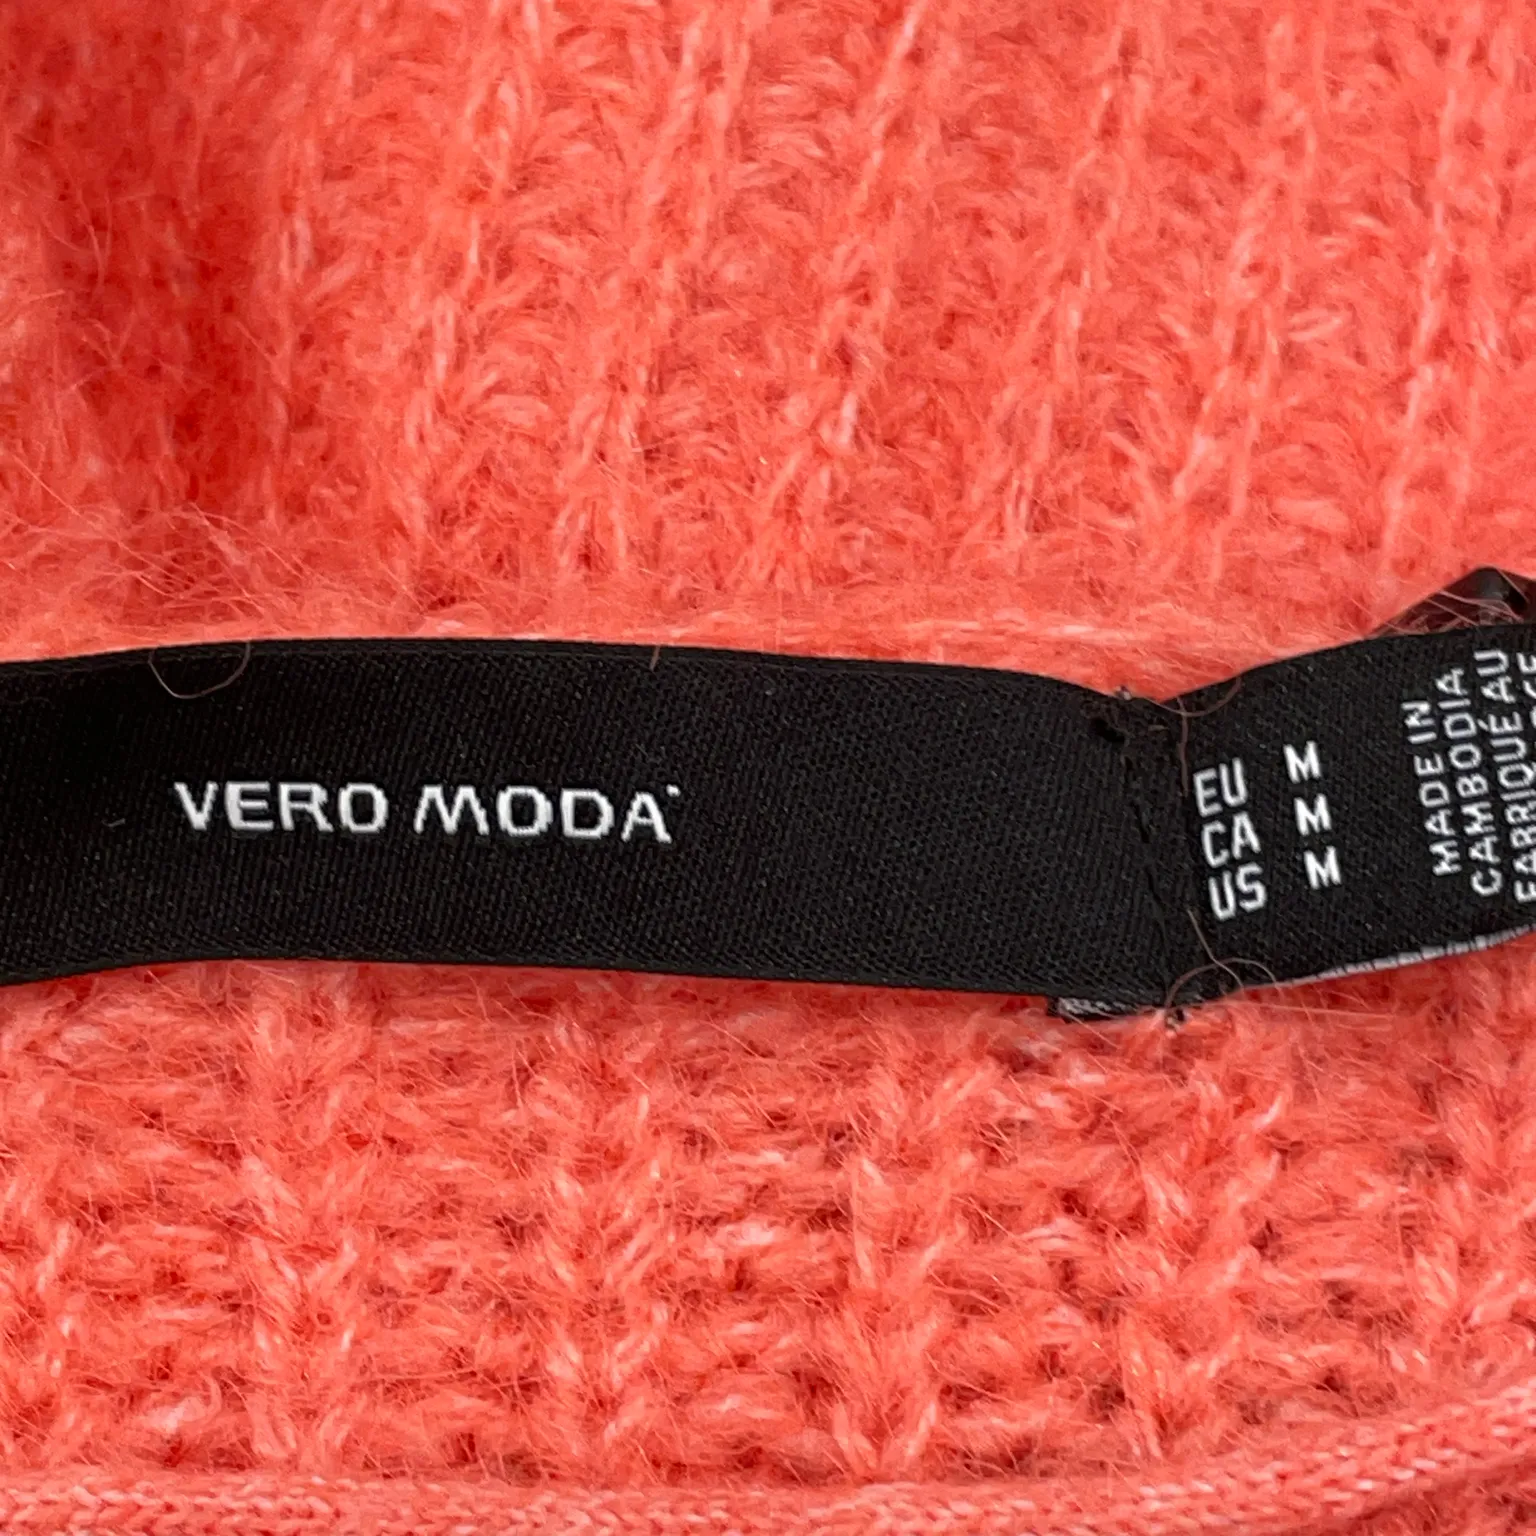 VERO MODA
EU M
CA M
US M
MADE IN
CAMBODIA
FABRIQUÉ AU